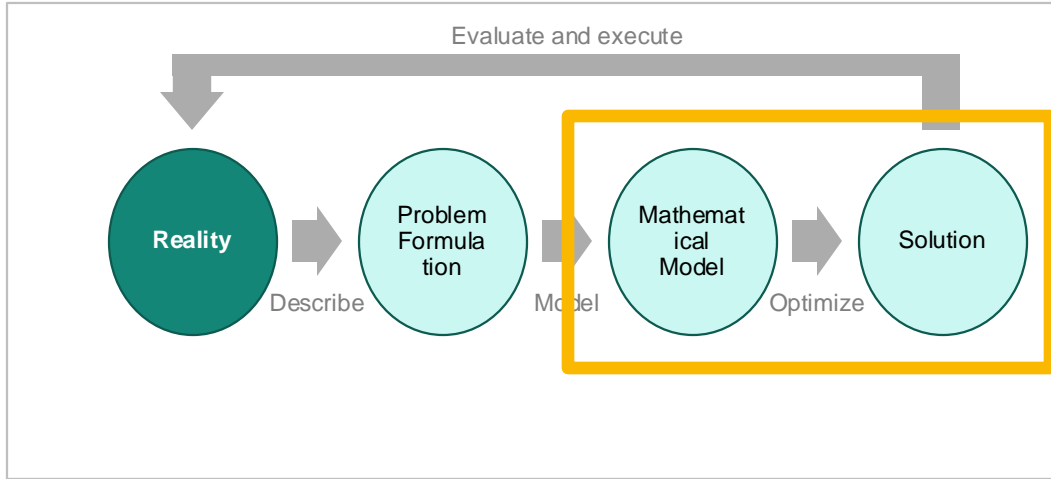 Evaluate and execute
Reality
Describe
Problem
Formula
tion
Model
Mathemat
ical
Model
Optimize
Solution